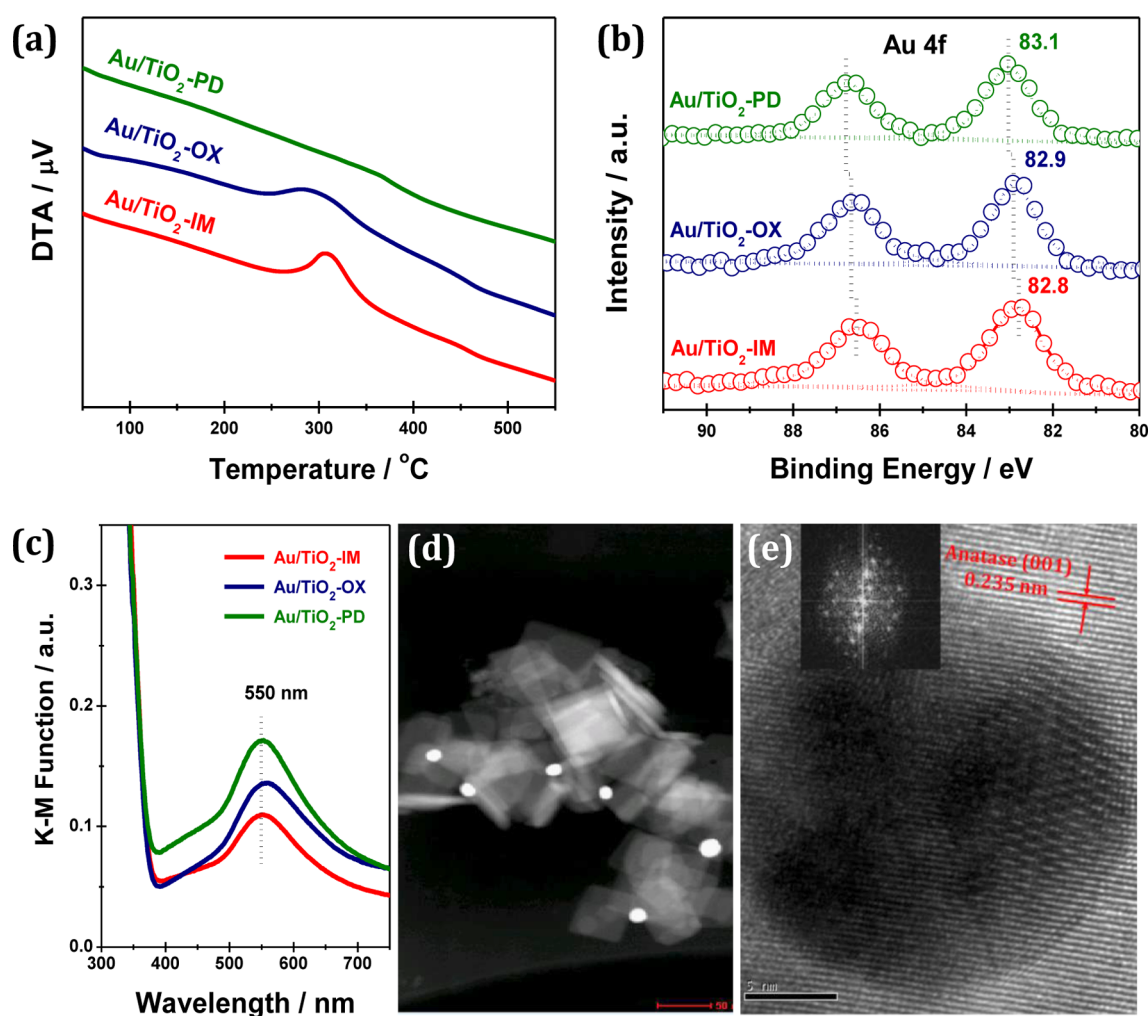 (a)
Au/TiO₂-PD
Au/TiO₂-OX
Au/TiO₂-IM
DTA / μV
100 200 300 400 500
Temperature / °C
(b)
Au 4f
83.1
Au/TiO₂-PD
82.9
Au/TiO₂-OX
82.8
Au/TiO₂-IM
Intensity / a.u.
90 88 86 84 82 80
Binding Energy / eV
(c)
Au/TiO₂-IM
Au/TiO₂-OX
Au/TiO₂-PD
550 nm
0.3
0.2
0.1
0.0
K-M Function / a.u.
300 400 500 600 700
Wavelength / nm
(d)
50
(e)
Anatase (001)
0.235 nm
5 nm